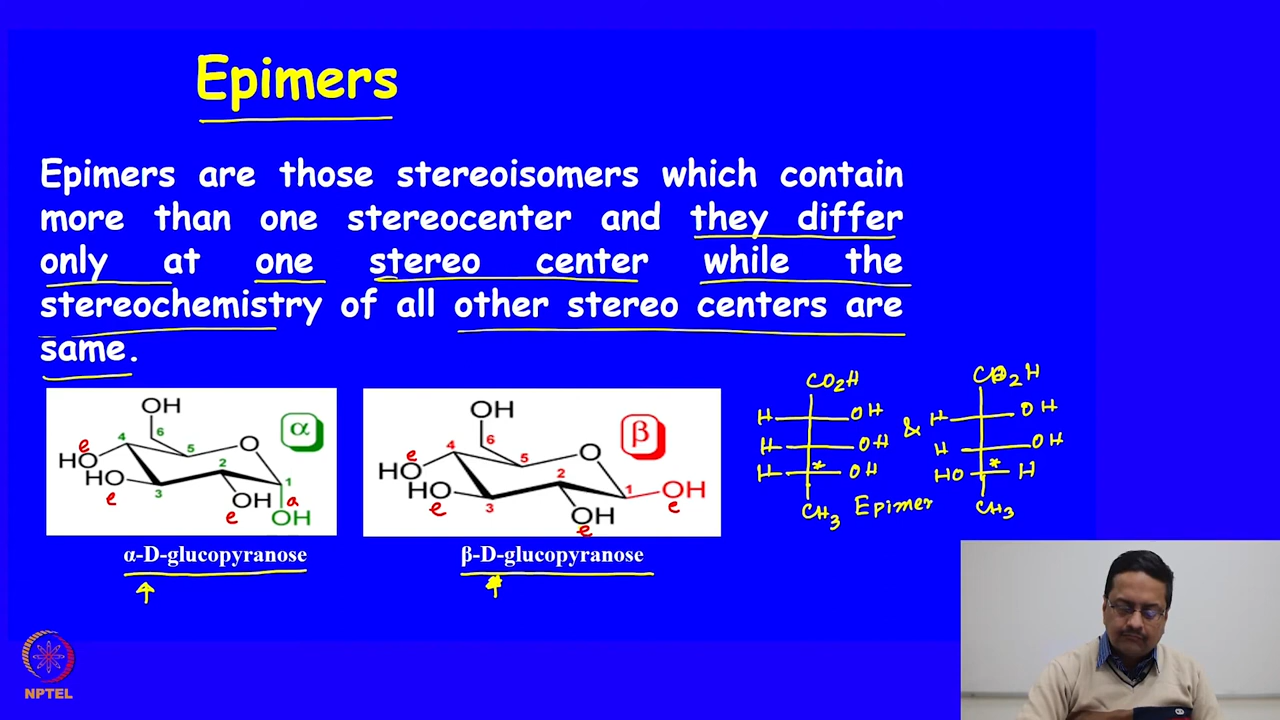 Epimers
Epimers are those stereoisomers which contain
more than one stereocenter and they differ
only at one stereo center while the
stereochemistry of all other stereo centers are
same.
OH
α
4 6 5 O
e HO
HO 3 2 1
e OH a
e OH
α-D-glucopyranose
OH
β
4 6 5 O
e HO
HO 3 2 1 OH
e OH e
e
β-D-glucopyranose
CO2H
H OH
H OH
H * OH
CH3
&
CO2H
H OH
H OH
HO * H
CH3
Epimer
NPTEL